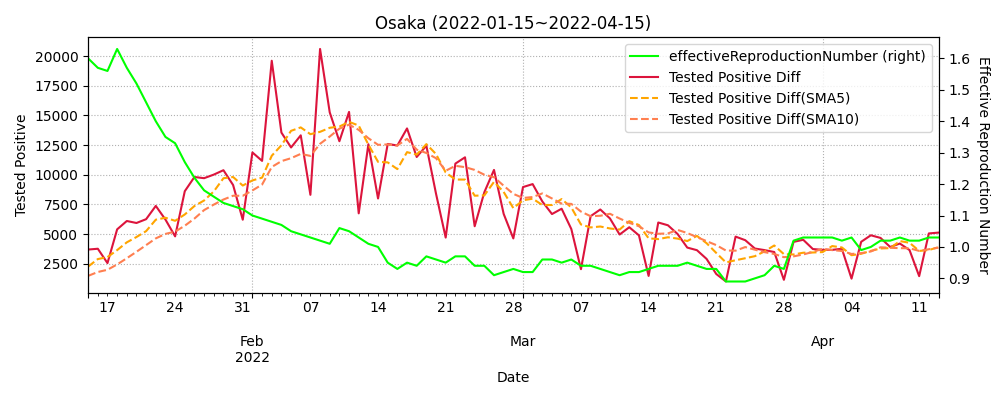 Osaka (2022-01-15~2022-04-15)
effectiveReproductionNumber (right)
Tested Positive Diff
Tested Positive Diff(SMA5)
Tested Positive Diff(SMA10)
Tested Positive
20000
17500
15000
12500
10000
7500
5000
2500
Effective Reproduction Number
1.6
1.5
1.4
1.3
1.2
1.1
1.0
0.9
17 24 31 07 14 21 28 07 14 21 28 04 11
Feb Mar Apr
2022
Date